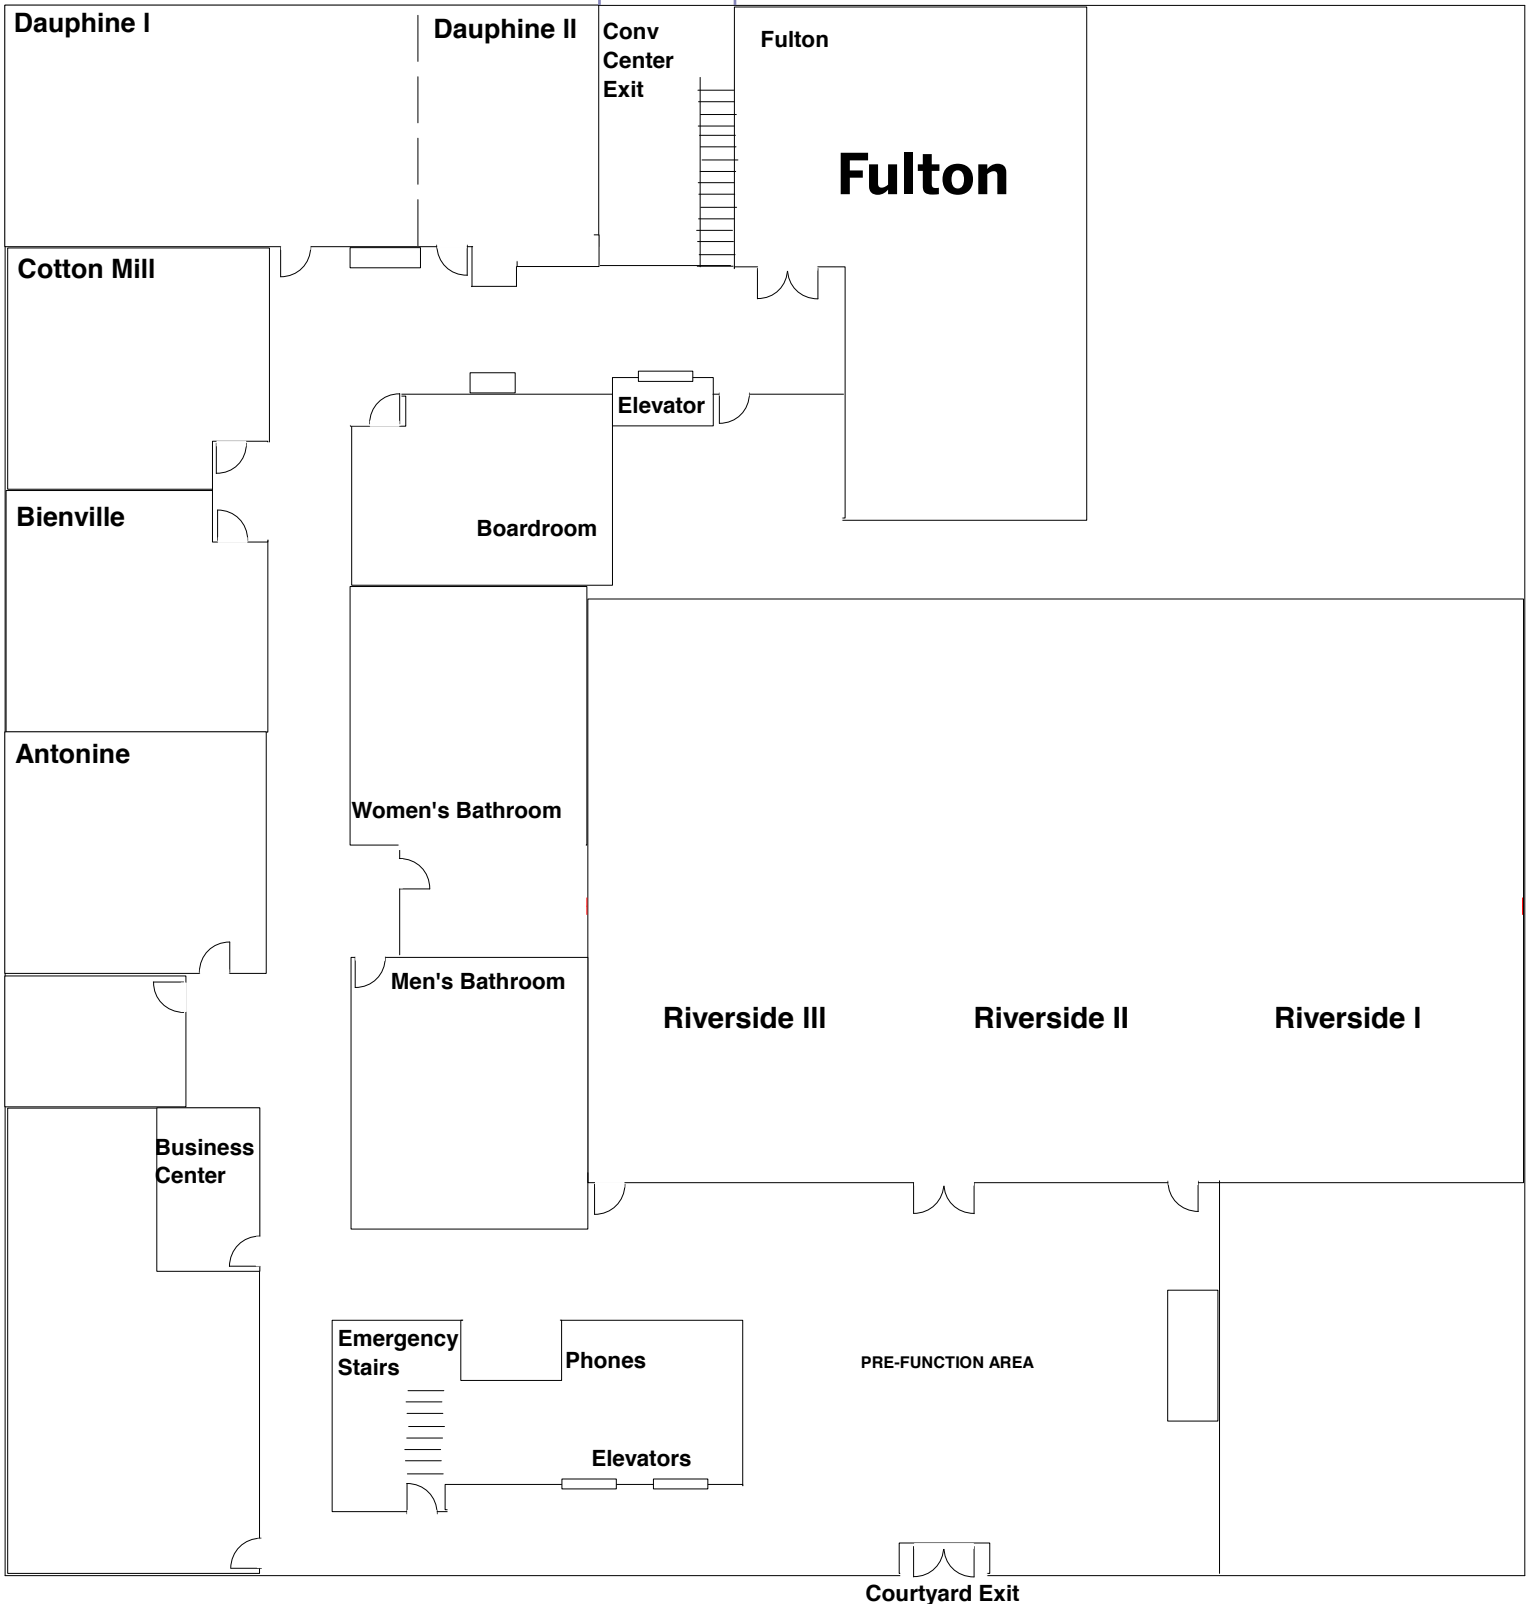 Dauphine I
Dauphine II
Conv
Center
Exit
Fulton
Fulton
Cotton Mill
Elevator
Bienville
Boardroom
Antonine
Women's Bathroom
Men's Bathroom
Riverside III
Riverside II
Riverside I
Business
Center
Emergency
Stairs
Phones
PRE-FUNCTION AREA
Elevators
Courtyard Exit